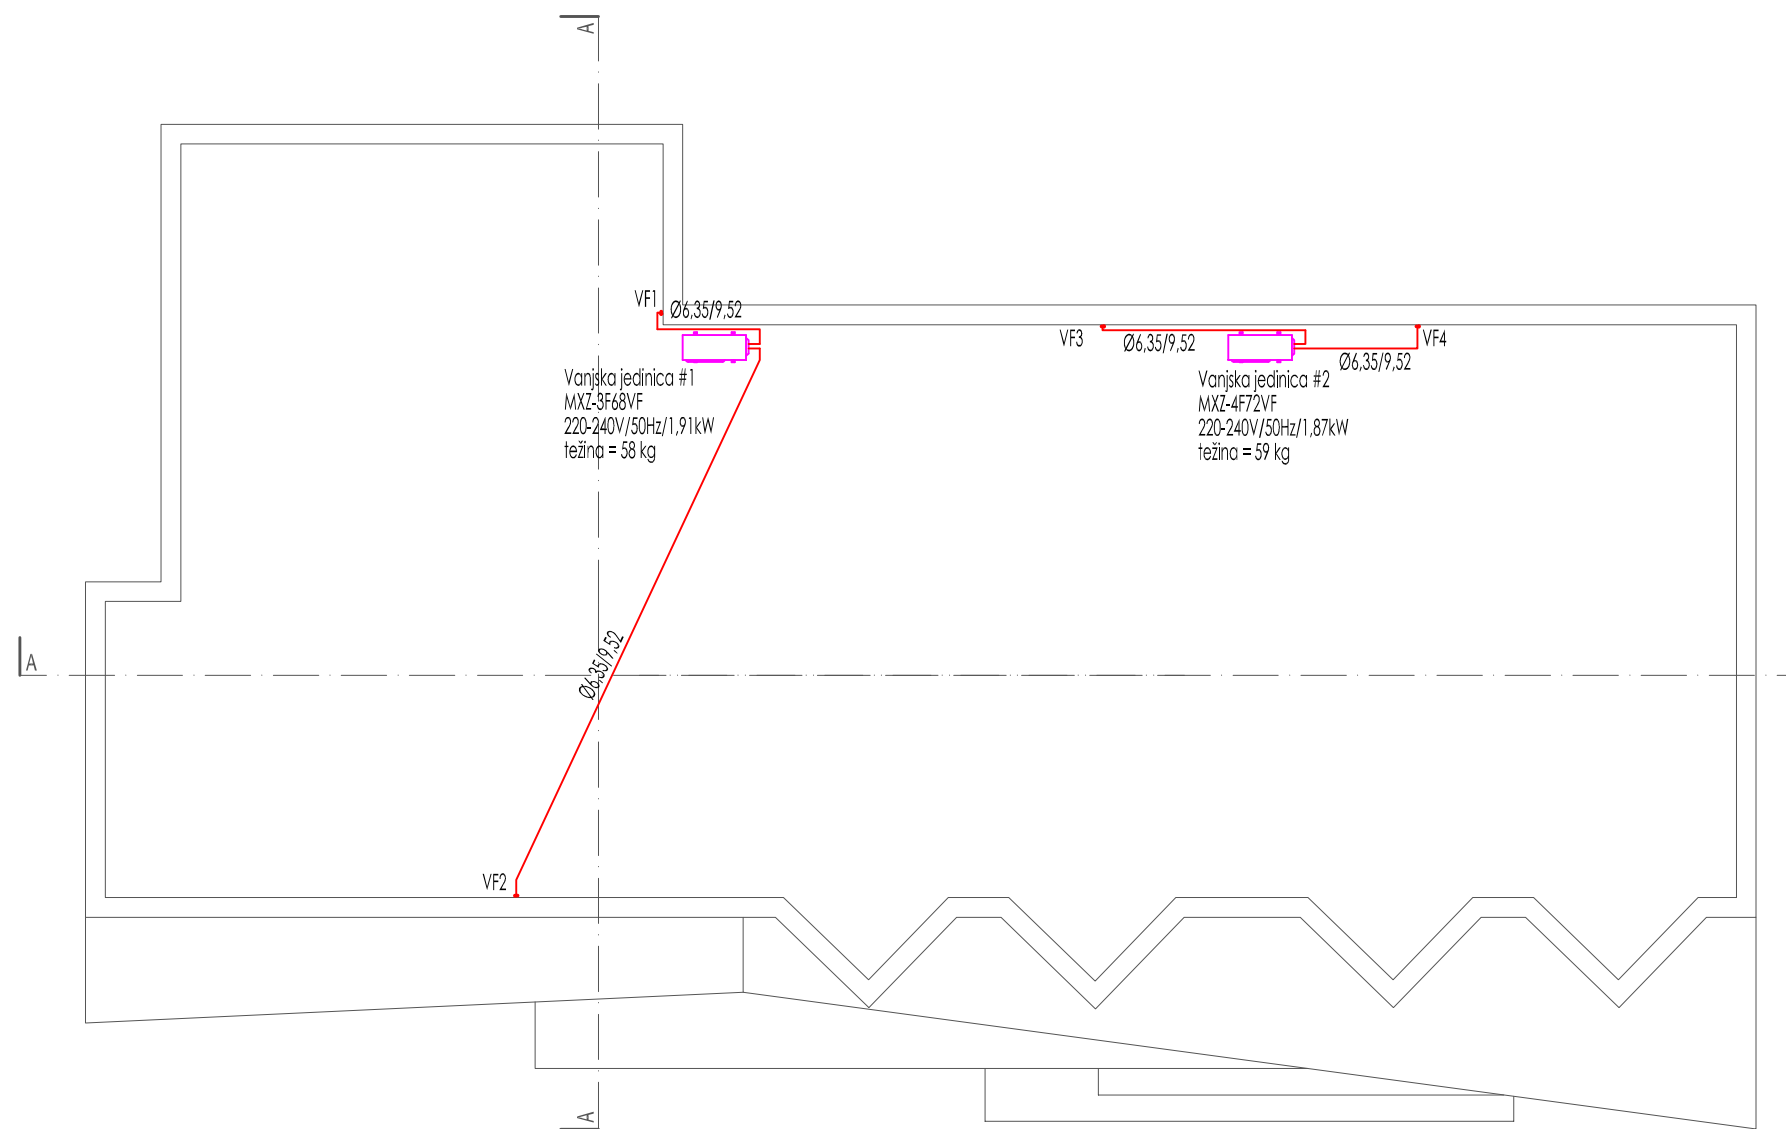 A
VF1
Ø6,35/9,52
VF3
Ø6,35/9,52
VF4
Ø6,35/9,52
Vanjska jedinica #1
MXZ-3F68VF
220-240V/50Hz/1,91kW
težina = 58 kg
Vanjska jedinica #2
MXZ-4F72VF
220-240V/50Hz/1,87kW
težina = 59 kg
Ø6,35/9,52
A
VF2
A